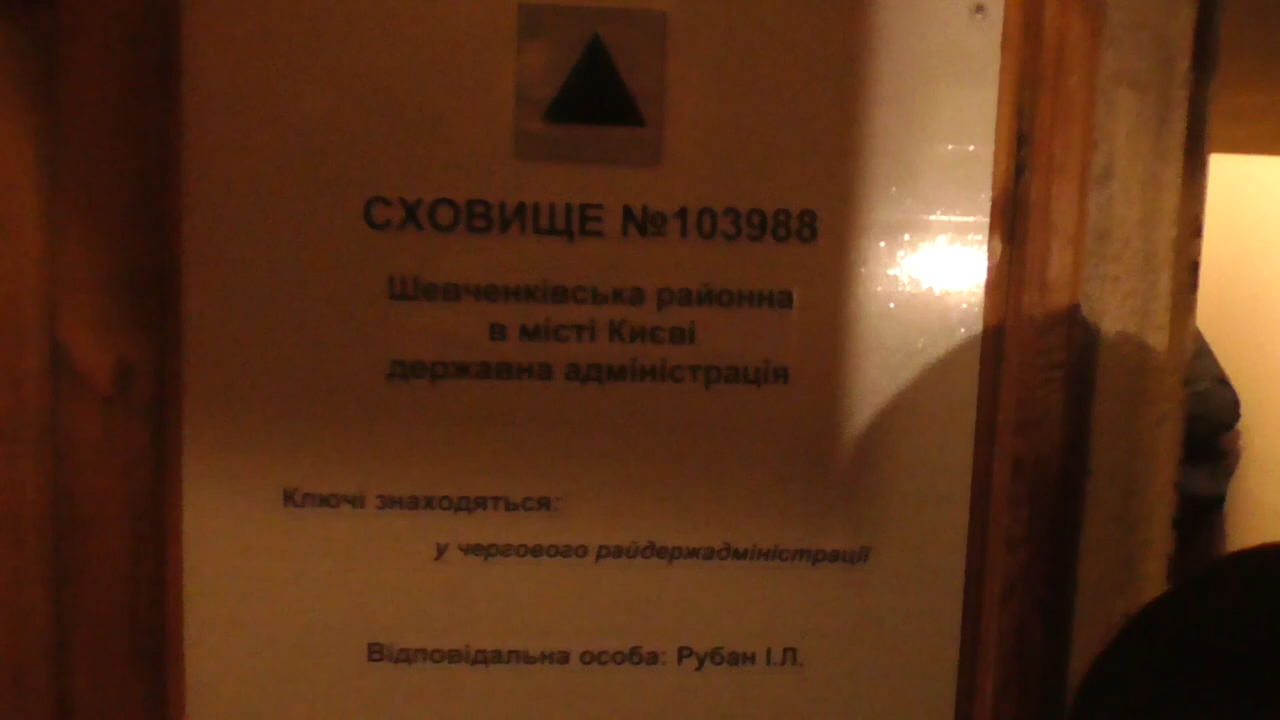 СХОВИЩЕ №103988
Шевченківська районна
в місті Києві
державна адміністрація
Ключі знаходяться:
у чергового райдержадміністрації
Відповідальна особа: Рубан І.Л.